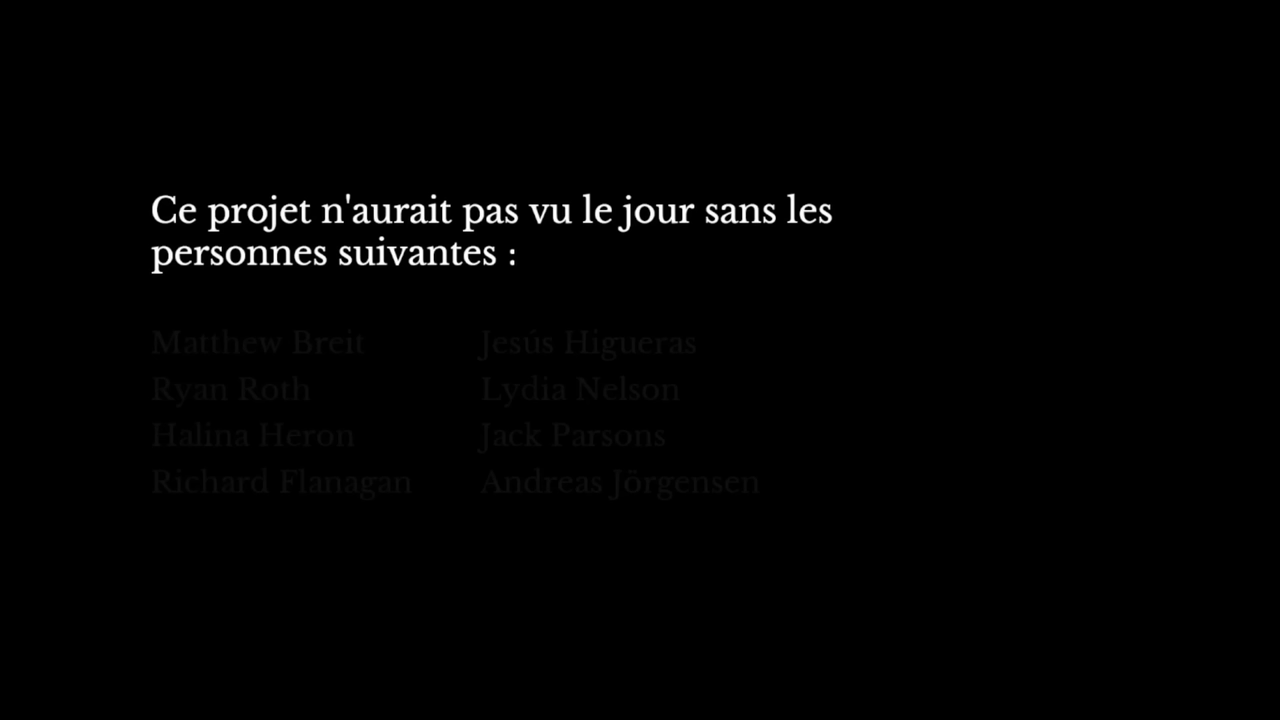 Ce projet n'aurait pas vu le jour sans les
personnes suivantes :
Matthew Breit
Jesús Higueras
Ryan Roth
Lydia Nelson
Halina Heron
Jack Parsons
Richard Flanagan
Andreas Jörgensen